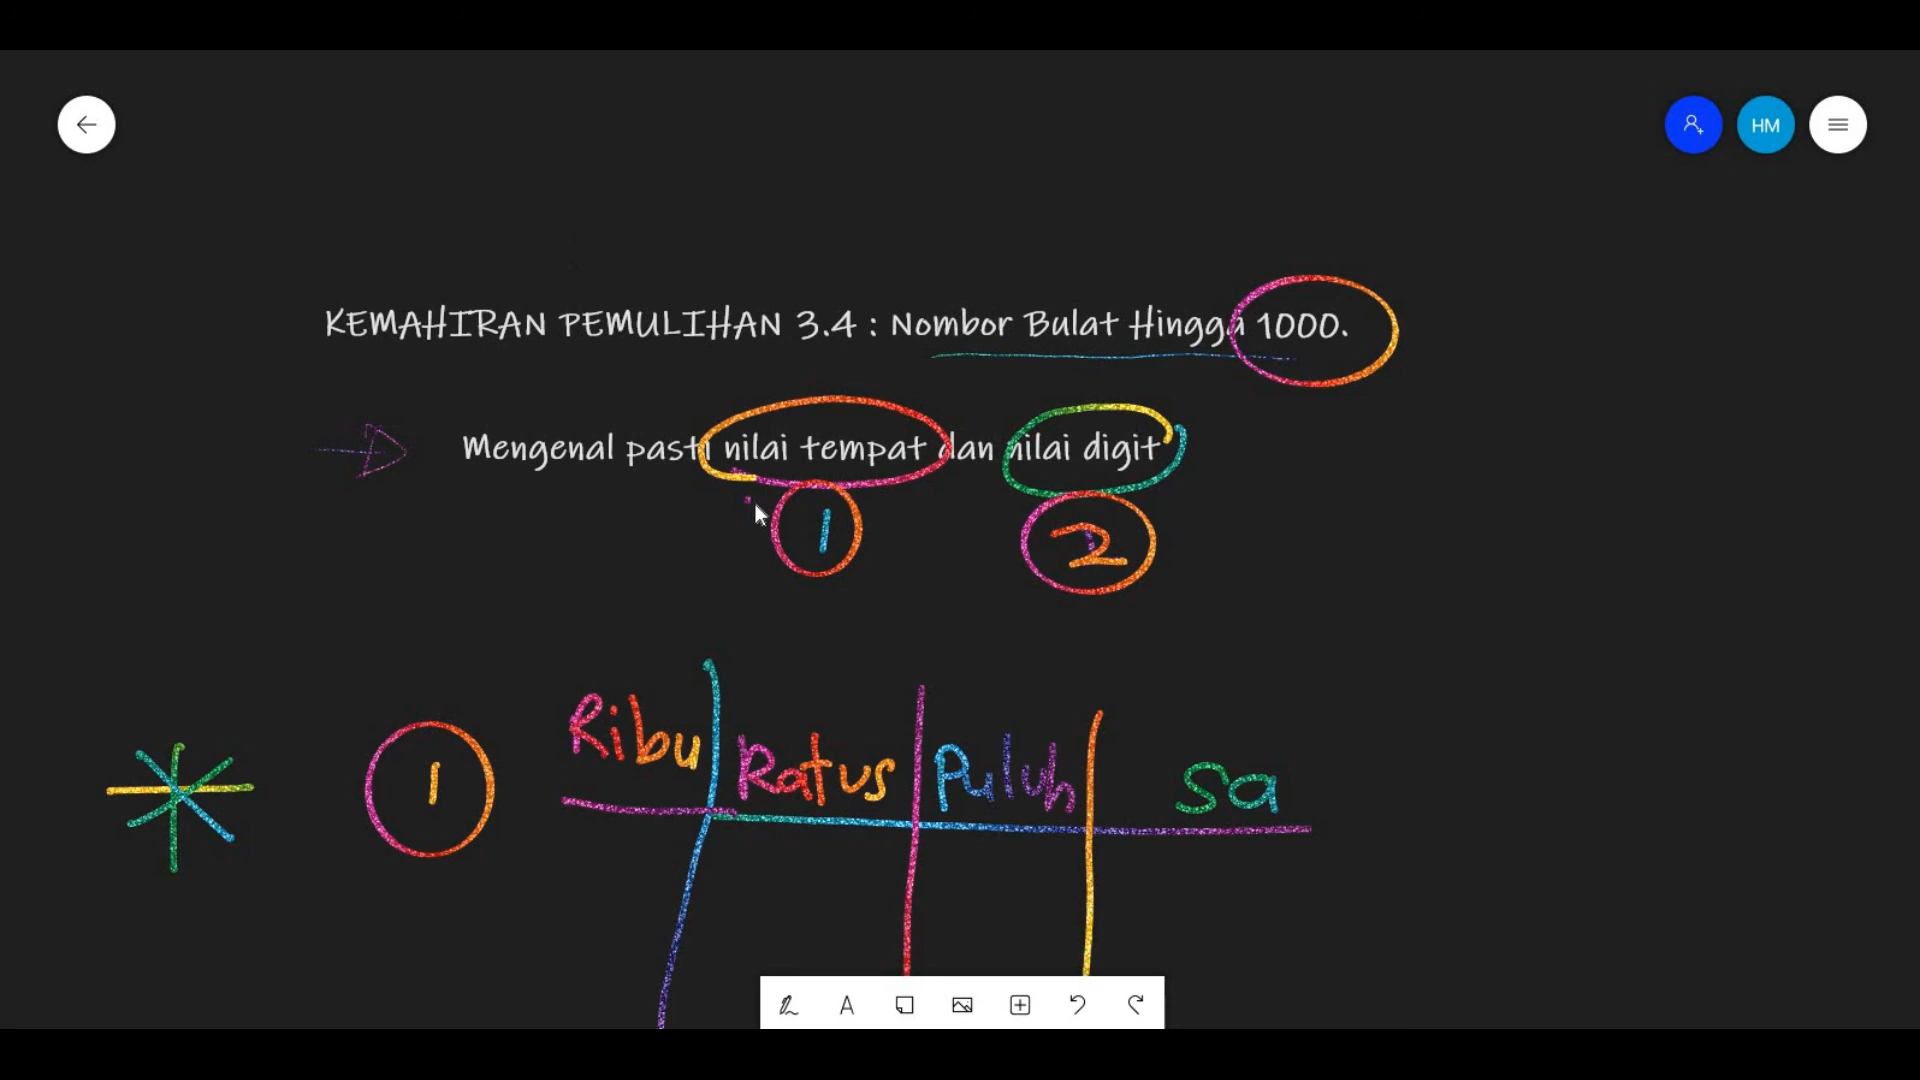 HM
KEMAHIRAN PEMULIHAN 3.4 : Nombor Bulat Hingga 1000.
Mengenal pasti nilai tempat dan nilai digit
1 2
1 Ribu Ratus Puluh Sa
A